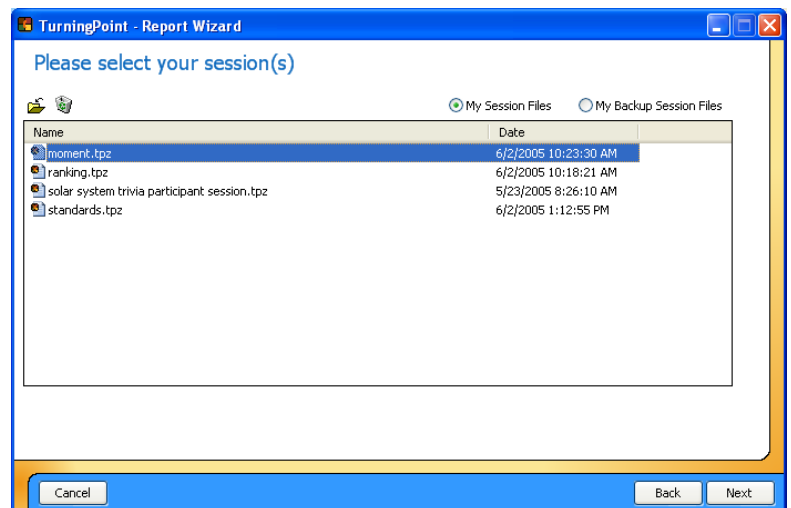 TurningPoint - Report Wizard
Please select your session(s)
My Session Files My Backup Session Files
Name Date
moment.tpz 6/2/2005 10:23:30 AM
ranking.tpz 6/2/2005 10:18:21 AM
solar system trivia participant session.tpz 5/23/2005 8:26:10 AM
standards.tpz 6/2/2005 1:12:55 PM
Cancel Back Next